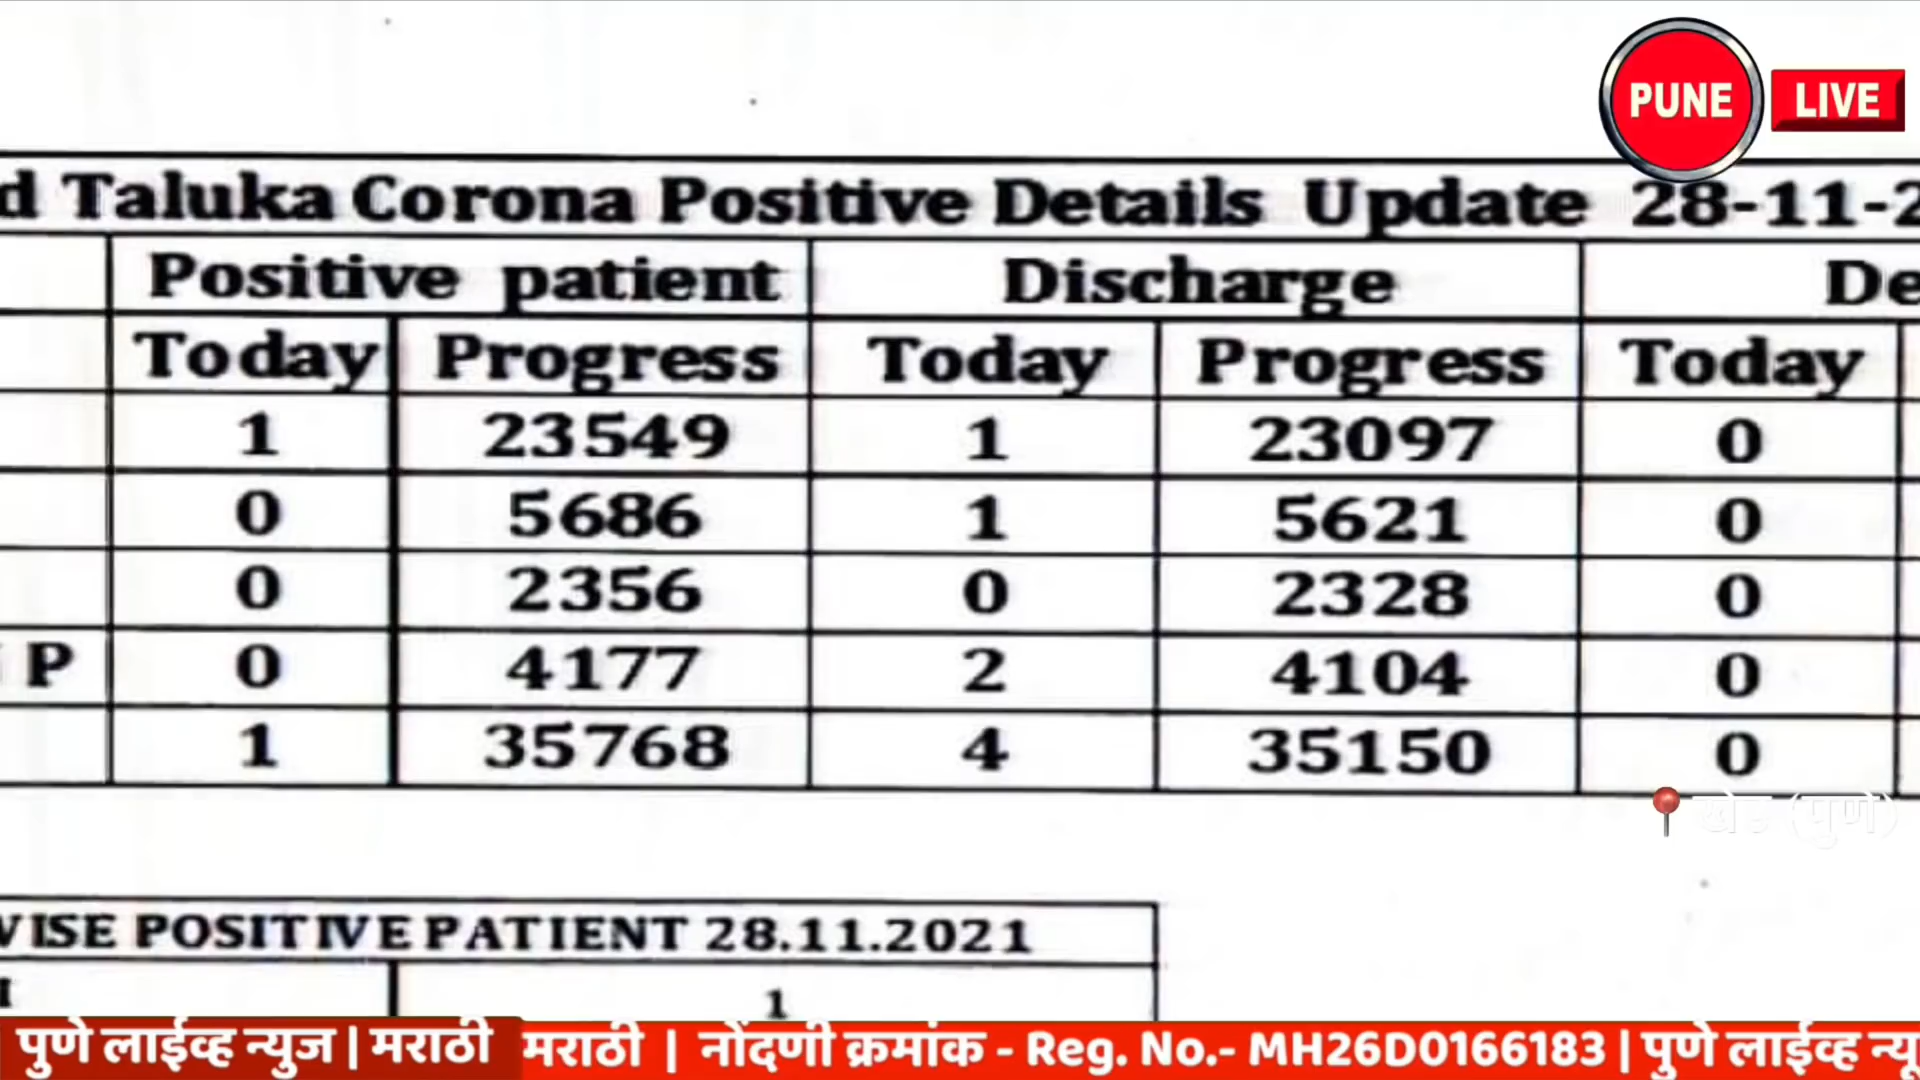 PUNE LIVE
d Taluka Corona Positive Details Update 28-11-2
Positive patient Discharge De
Today Progress Today Progress Today
1 23549 1 23097 0
0 5686 1 5621 0
0 2356 0 2328 0
P 0 4177 2 4104 0
1 35768 4 35150 0
खेड (पुणे)
WISE POSITIVE PATIENT 28.11.2021
1
पुणे लाईव्ह न्युज | मराठी मराठी | नोंदणी क्रमांक - Reg. No.- MH26D0166183 | पुणे लाईव्ह न्यू